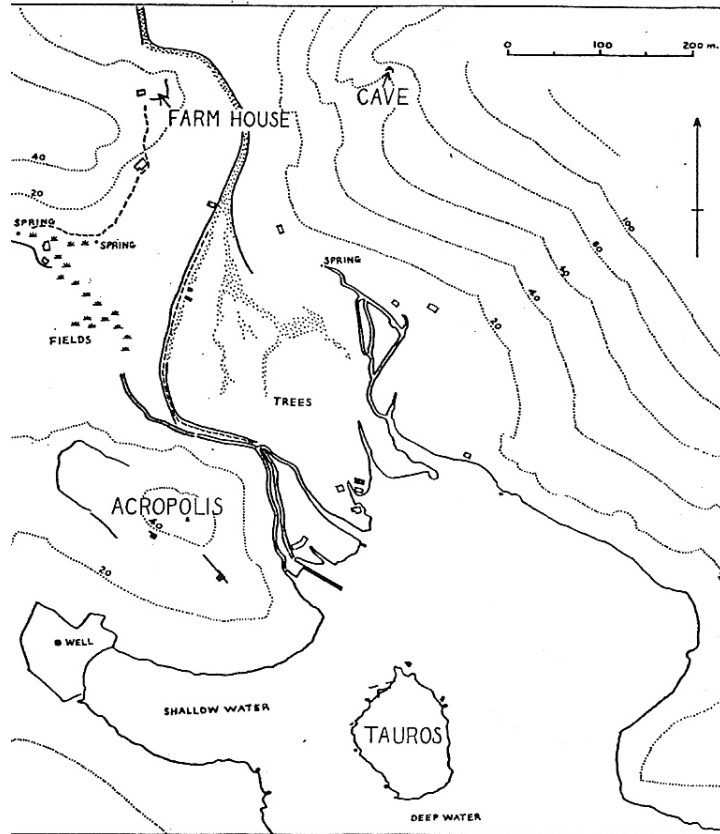 0 100 200 m.
CAVE
FARM HOUSE
40
20
SPRING
SPRING
100
80
60
40
20
SPRING
FIELDS
TREES
ACROPOLIS
40
20
WELL
SHALLOW WATER
TAUROS
DEEP WATER